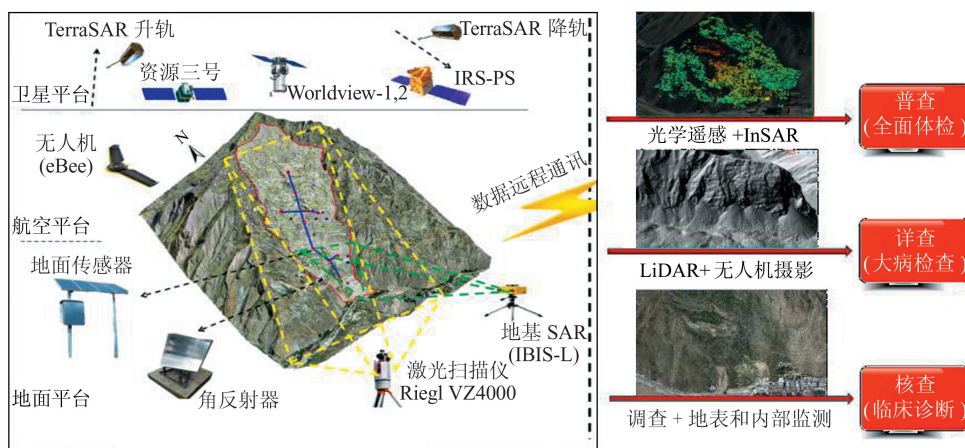 TerraSAR 升轨
TerraSAR 降轨
资源三号
IRS-PS
Worldview-1,2
卫星平台
无人机
(eBee)
N
数据远程通讯
航空平台
地面传感器
地基 SAR
(IBIS-L)
激光扫描仪
Riegl VZ4000
角反射器
地面平台
光学遥感 +InSAR
普查
(全面体检)
LiDAR+ 无人机摄影
详查
(大病检查)
调查 + 地表和内部监测
核查
(临床诊断)